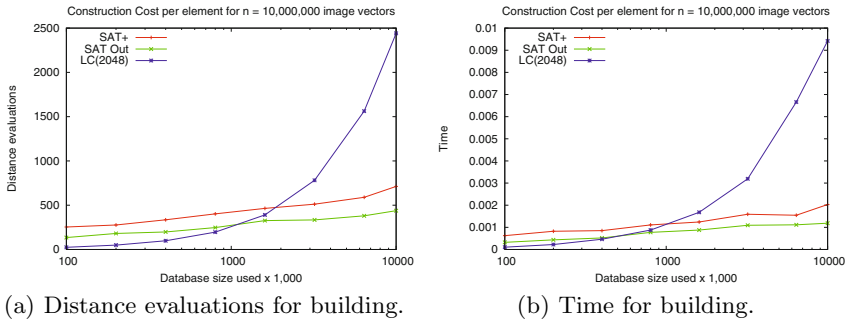 Construction Cost per element for n = 10,000,000 image vectors
2500
2000
1500
1000
500
0
Distance evaluations
SAT+
SAT Out
LC(2048)
100
1000
10000
Database size used x 1,000
(a) Distance evaluations for building.
Construction Cost per element for n = 10,000,000 image vectors
0.01
0.009
0.008
0.007
0.006
0.005
0.004
0.003
0.002
0.001
0
Time
SAT+
SAT Out
LC(2048)
100
1000
10000
Database size used x 1,000
(b) Time for building.